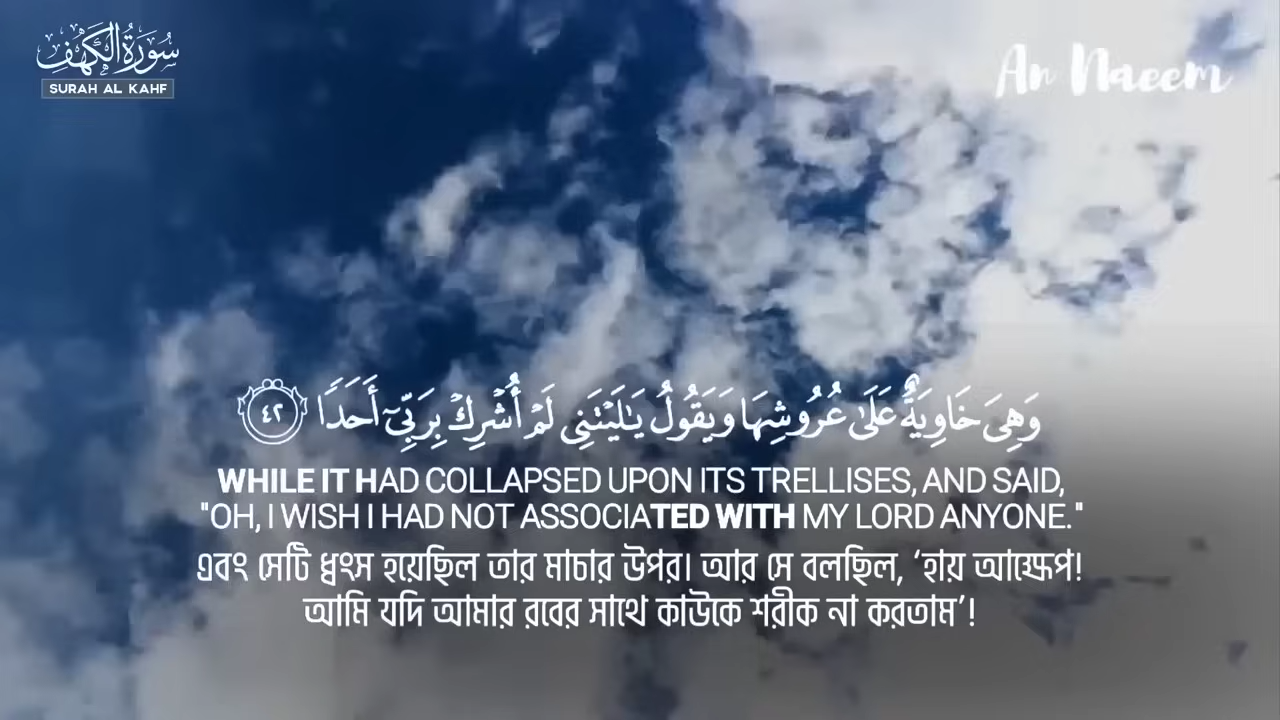 سُورَةُ الكَهْفِ
SURAH AL KAHF
An Naeem
وَهِىَ خَاوِيَةٌ عَلَىٰ عُرُوشِهَا وَيَقُولُ يَـٰلَيْتَنِى لَمْ أُشْرِكْ بِرَبِّىٓ أَحَدًا ٤٢
WHILE IT HAD COLLAPSED UPON ITS TRELLISES, AND SAID,
"OH, I WISH I HAD NOT ASSOCIATED WITH MY LORD ANYONE."
এবং সেটি ধ্বংস হয়েছিল তার মাচার উপর। আর সে বলছিল, ‘হায় আক্ষেপ!
আমি যদি আমার রবের সাথে কাউকে শরীক না করতাম’!